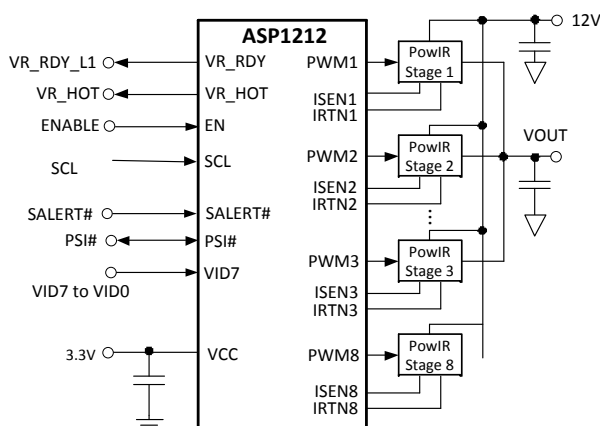 ASP1212
12V
VR_RDY_L1
VR_RDY
PWM1
PowIR
Stage 1
VR_HOT
VR_HOT
ISEN1
IRTN1
ENABLE
EN
VOUT
SCL
SCL
PWM2
PowIR
Stage 2
ISEN2
IRTN2
SALERT#
SALERT#
PSI#
PSI#
PWM3
PowIR
Stage 3
VID7
VID7 to VID0
ISEN3
IRTN3
3.3V
VCC
PWM8
PowIR
Stage 8
ISEN8
IRTN8